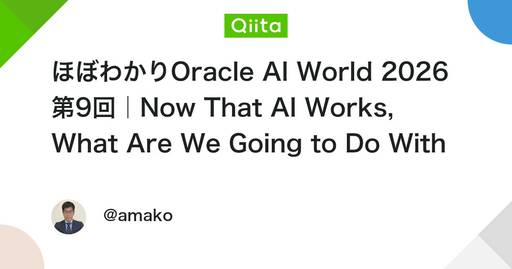 Qiita
ほぼわかりOracle AI World 2026
第9回｜Now That AI Works,
What Are We Going to Do With
@amako